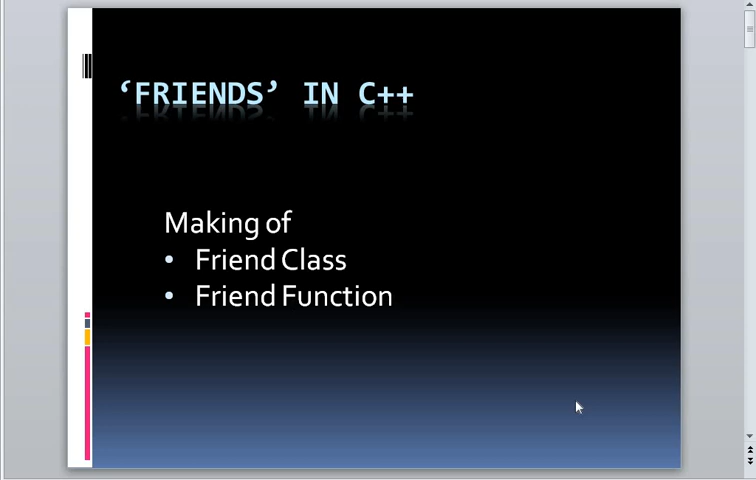 ‘FRIENDS’ IN C++
Making of
• Friend Class
• Friend Function